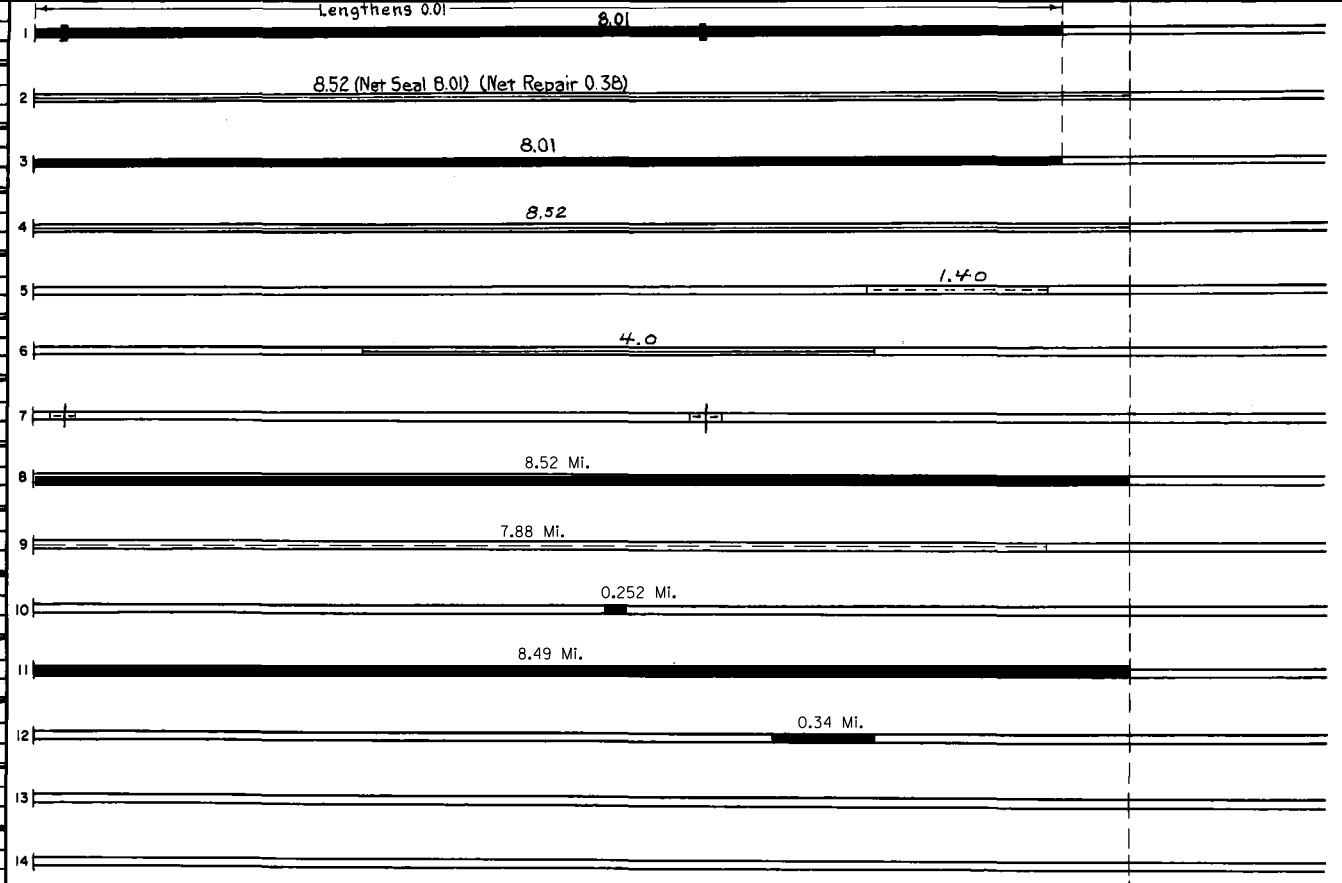 Lengthens 0.01
1 8.01
8.52 (Net Seal 8.01) (Net Repair 0.38)
2
8.01
3
8.52
4
1.40
5
4.0
6
7
8.52 Mi.
8
7.88 Mi.
9
0.252 Mi.
10
8.49 Mi.
11
0.34 Mi.
12
13
14